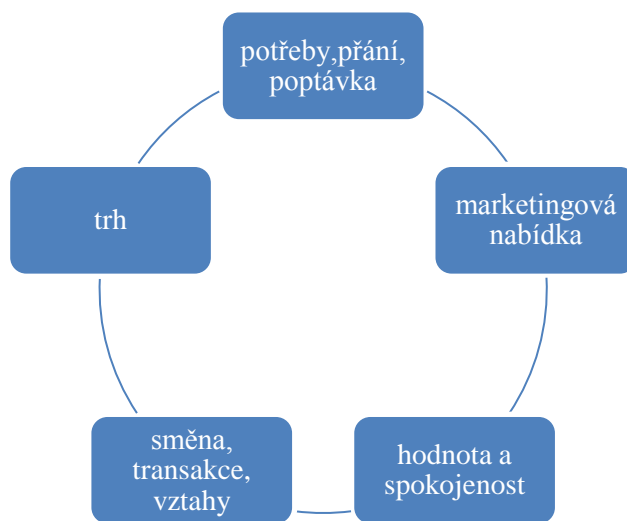 potřeby,přání,
poptávka
marketingová
nabídka
hodnota a
spokojenost
směna,
transakce,
vztahy
trh